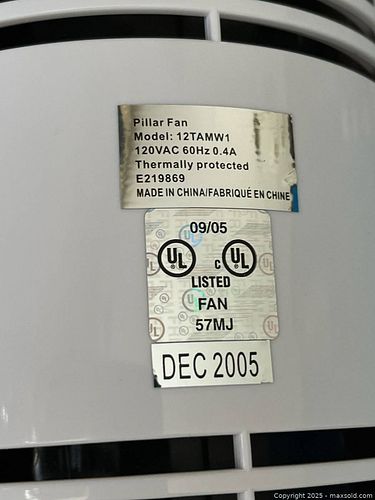 Pillar Fan
Model: 12TAMW1
120VAC 60Hz 0.4A
Thermally protected
E219869
MADE IN CHINA/FABRIQUÉ EN CHINE
09/05
UL ® C UL ®
LISTED
FAN
57MJ
DEC 2005
Copyright 2025 - maxsold.com